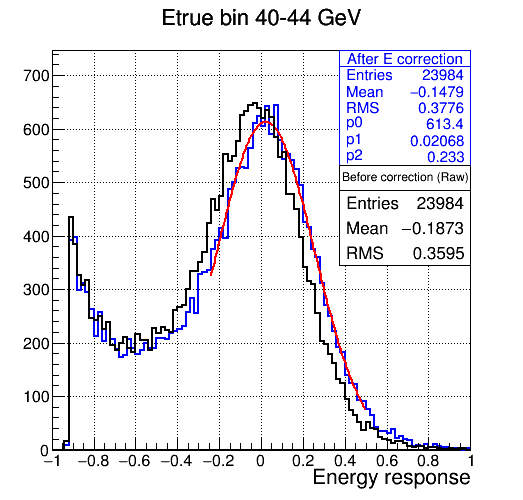 Etrue bin 40-44 GeV
After E correction
Entries 23984
Mean −0.1479
RMS 0.3776
p0 613.4
p1 0.02068
p2 0.233
Before correction (Raw)
Entries 23984
Mean −0.1873
RMS 0.3595
700
600
500
400
300
200
100
0
−1 −0.8 −0.6 −0.4 −0.2 0 0.2 0.4 0.6 0.8 1
Energy response